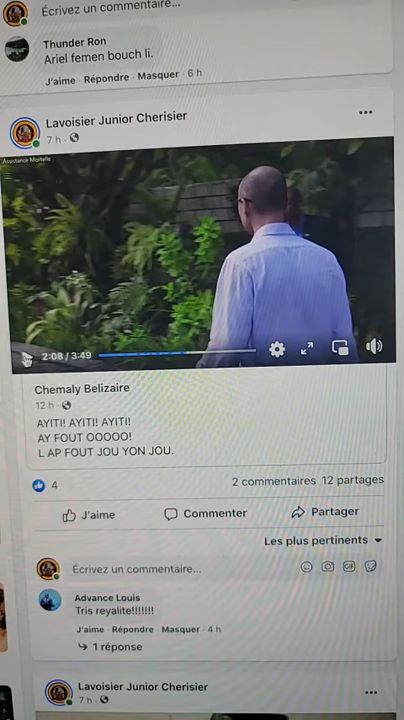 Écrivez un commentaire...
Thunder Ron
Ariel femen bouch li.
J'aime · Répondre · Masquer · 6 h
Lavoisier Junior Cherisier
7 h ·
Assistance Mortelle
2:08 / 3:49
Chemaly Belizaire
12 h ·
AYITI! AYITI! AYITI!
AY FOUT OOOOO!
L AP FOUT JOU YON JOU.
4
2 commentaires 12 partages
J'aime
Commenter
Partager
Les plus pertinents
Écrivez un commentaire...
GIF
Advance Louis
Tris reyalite!!!!!!!
J'aime · Répondre · Masquer · 4 h
1 réponse
Lavoisier Junior Cherisier
7 h ·